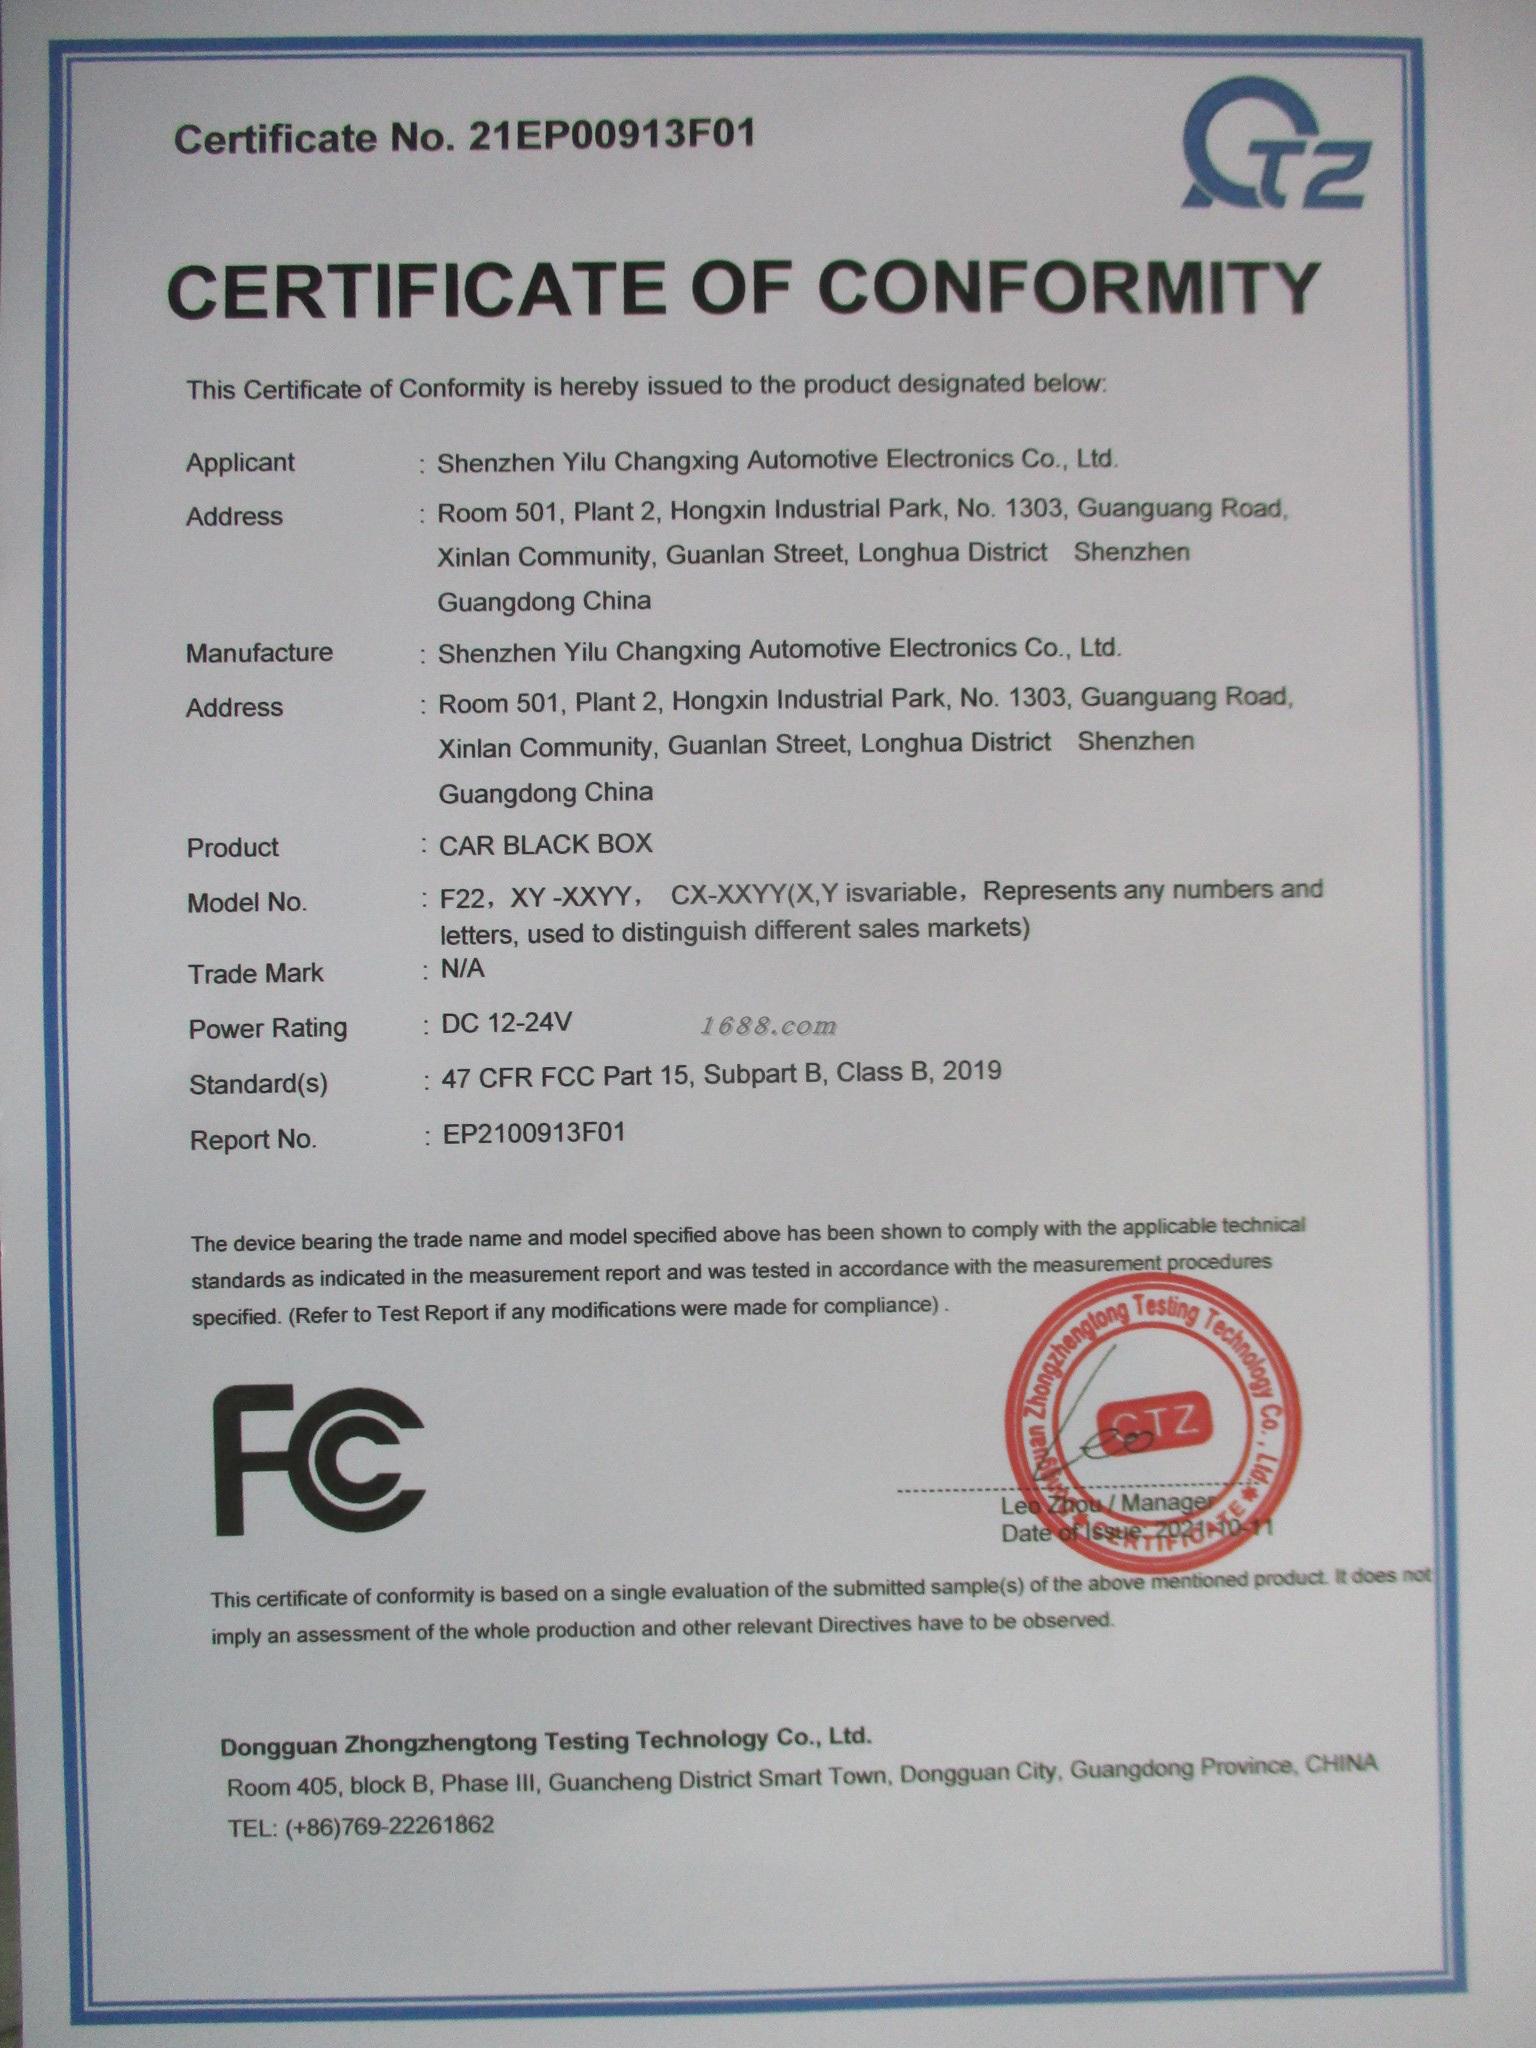 Certificate No. 21EP00913F01
CTZ
CERTIFICATE OF CONFORMITY
This Certificate of Conformity is hereby issued to the product designated below:
Applicant : Shenzhen Yilu Changxing Automotive Electronics Co., Ltd.
Address : Room 501, Plant 2, Hongxin Industrial Park, No. 1303, Guanguang Road,
Xinlan Community, Guanlan Street, Longhua District Shenzhen
Guangdong China
Manufacture : Shenzhen Yilu Changxing Automotive Electronics Co., Ltd.
Address : Room 501, Plant 2, Hongxin Industrial Park, No. 1303, Guanguang Road,
Xinlan Community, Guanlan Street, Longhua District Shenzhen
Guangdong China
Product : CAR BLACK BOX
Model No. : F22，XY -XXYY， CX-XXYY(X,Y isvariable，Represents any numbers and
letters, used to distinguish different sales markets)
Trade Mark : N/A
Power Rating : DC 12-24V
1688.com
Standard(s) : 47 CFR FCC Part 15, Subpart B, Class B, 2019
Report No. : EP2100913F01
The device bearing the trade name and model specified above has been shown to comply with the applicable technical
standards as indicated in the measurement report and was tested in accordance with the measurement procedures
specified. (Refer to Test Report if any modifications were made for compliance) .
FCC
Dongguan Zhongzhengtong Testing Technology Co., Ltd.
CTZ
CERTIFICATE
Leo
Leo Zhou / Manager
Date of Issue: 2021-10-11
This certificate of conformity is based on a single evaluation of the submitted sample(s) of the above mentioned product. It does not
imply an assessment of the whole production and other relevant Directives have to be observed.
Dongguan Zhongzhengtong Testing Technology Co., Ltd.
Room 405, block B, Phase III, Guancheng District Smart Town, Dongguan City, Guangdong Province, CHINA
TEL: (+86)769-22261862